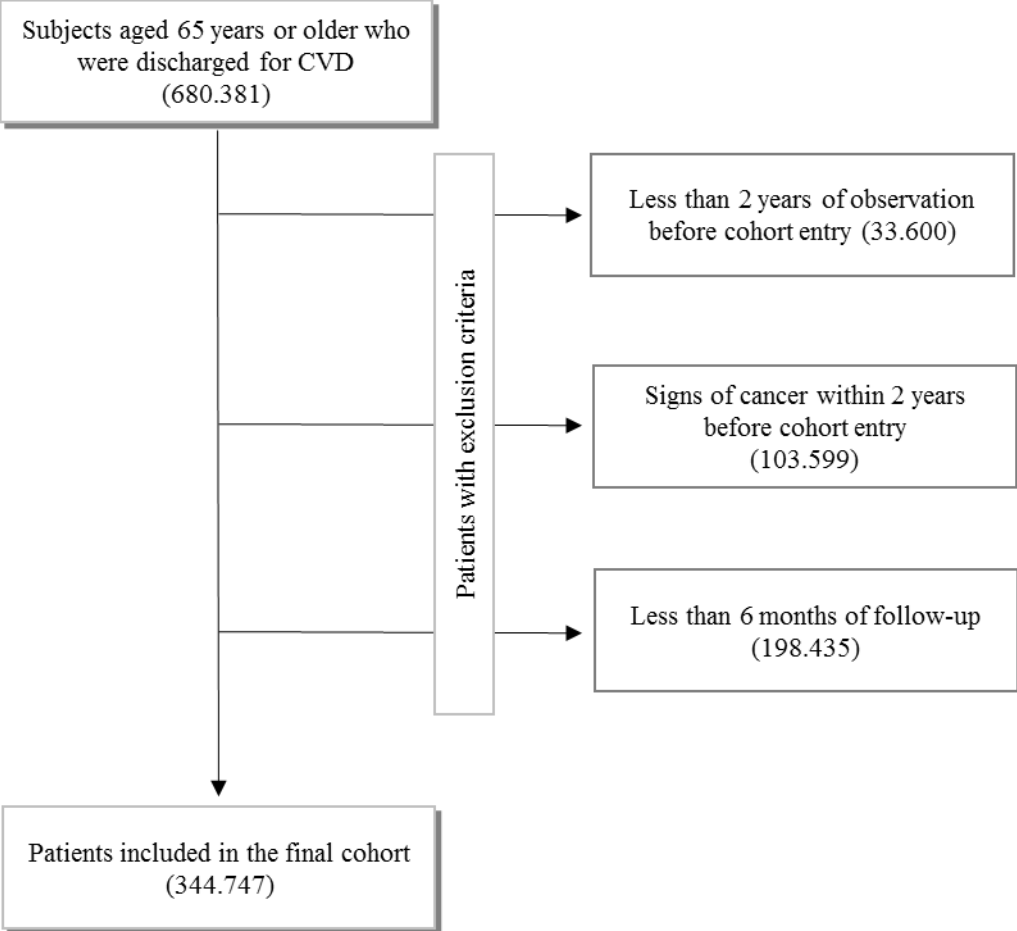 Subjects aged 65 years or older who
were discharged for CVD
(680.381)
Less than 2 years of observation
before cohort entry (33.600)
Patients with exclusion criteria
Signs of cancer within 2 years
before cohort entry
(103.599)
Less than 6 months of follow-up
(198.435)
Patients included in the final cohort
(344.747)